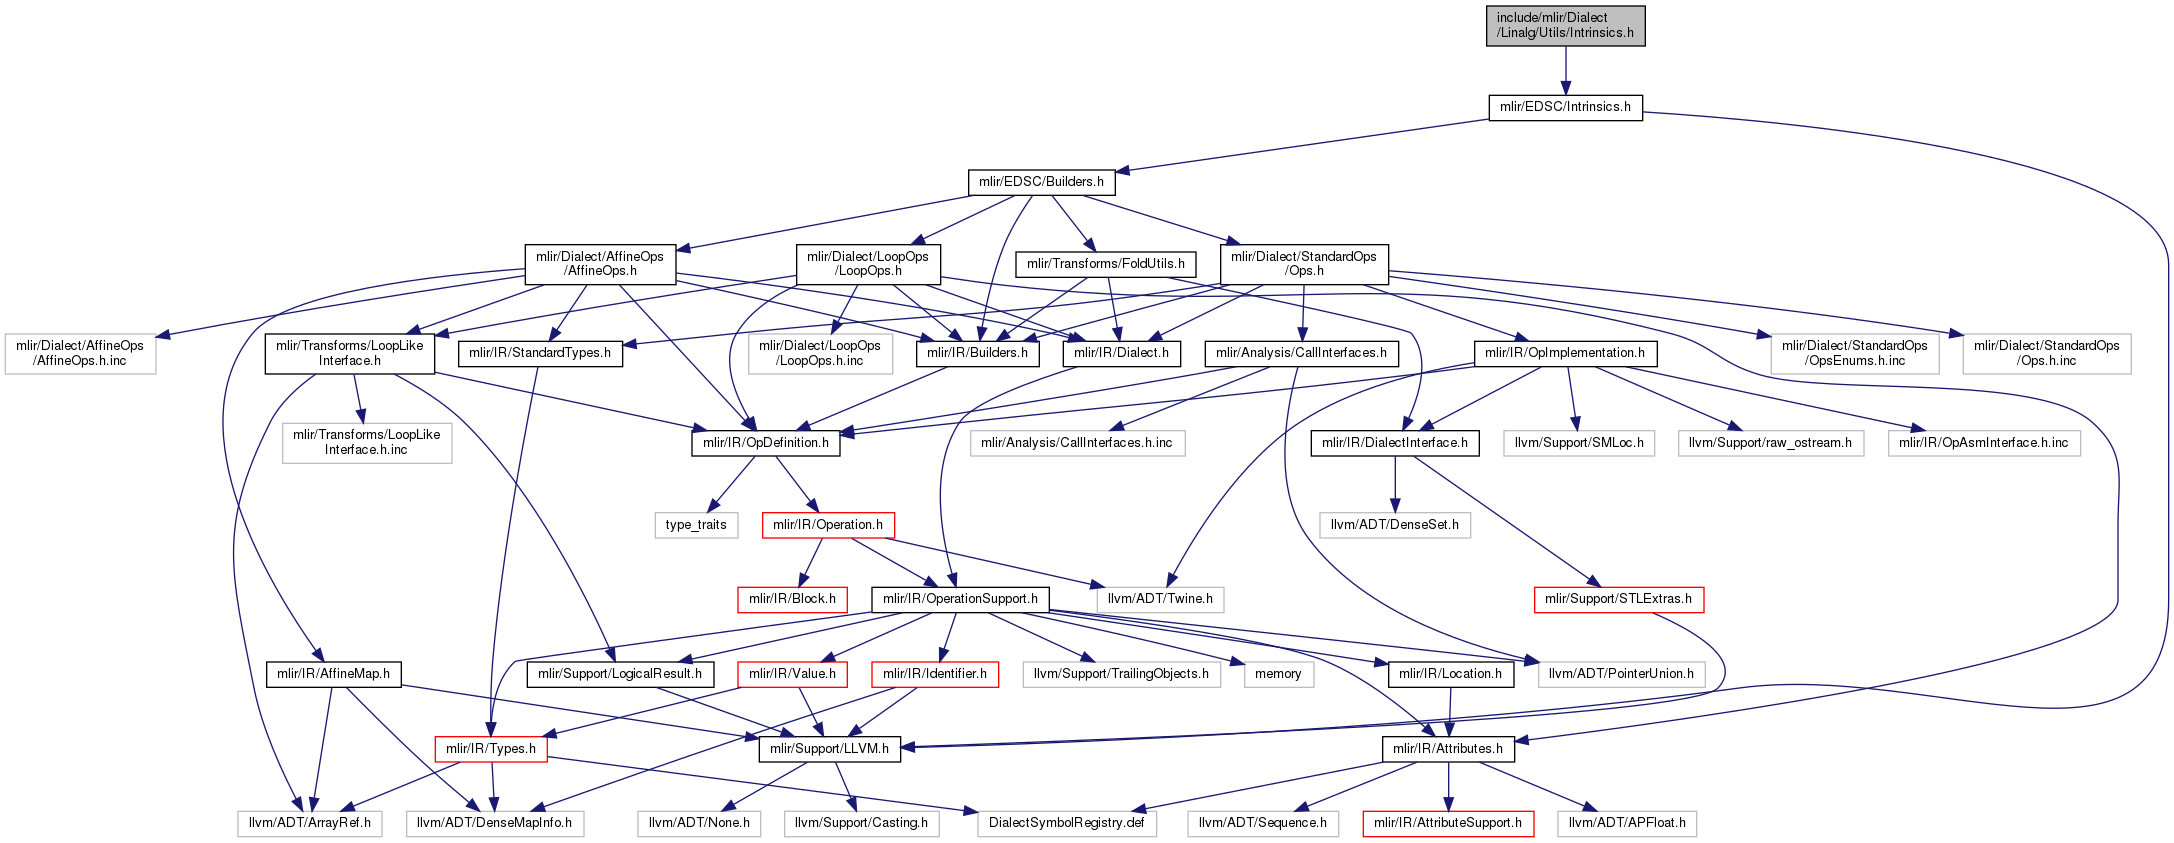 include/mlir/Dialect
/Linalg/Utils/Intrinsics.h
mlir/EDSC/Intrinsics.h
mlir/EDSC/Builders.h
mlir/Dialect/AffineOps
/AffineOps.h
mlir/Dialect/LoopOps
/LoopOps.h
mlir/Transforms/FoldUtils.h
mlir/Dialect/StandardOps
/Ops.h
mlir/Dialect/AffineOps
/AffineOps.h.inc
mlir/Transforms/LoopLike
Interface.h
mlir/IR/StandardTypes.h
mlir/Dialect/LoopOps
/LoopOps.h.inc
mlir/IR/Builders.h
mlir/IR/Dialect.h
mlir/Analysis/CallInterfaces.h
mlir/IR/OpImplementation.h
mlir/Dialect/StandardOps
/OpsEnums.h.inc
mlir/Dialect/StandardOps
/Ops.h.inc
mlir/Transforms/LoopLike
Interface.h.inc
mlir/IR/OpDefinition.h
mlir/Analysis/CallInterfaces.h.inc
mlir/IR/DialectInterface.h
llvm/Support/SMLoc.h
llvm/Support/raw_ostream.h
mlir/IR/OpAsmInterface.h.inc
type_traits
mlir/IR/Operation.h
llvm/ADT/DenseSet.h
mlir/IR/Block.h
mlir/IR/OperationSupport.h
llvm/ADT/Twine.h
mlir/Support/STLExtras.h
mlir/IR/AffineMap.h
mlir/Support/LogicalResult.h
mlir/IR/Value.h
mlir/IR/Identifier.h
llvm/Support/TrailingObjects.h
memory
mlir/IR/Location.h
llvm/ADT/PointerUnion.h
mlir/IR/Types.h
mlir/Support/LLVM.h
mlir/IR/Attributes.h
llvm/ADT/ArrayRef.h
llvm/ADT/DenseMapInfo.h
llvm/ADT/None.h
llvm/Support/Casting.h
DialectSymbolRegistry.def
llvm/ADT/Sequence.h
mlir/IR/AttributeSupport.h
llvm/ADT/APFloat.h